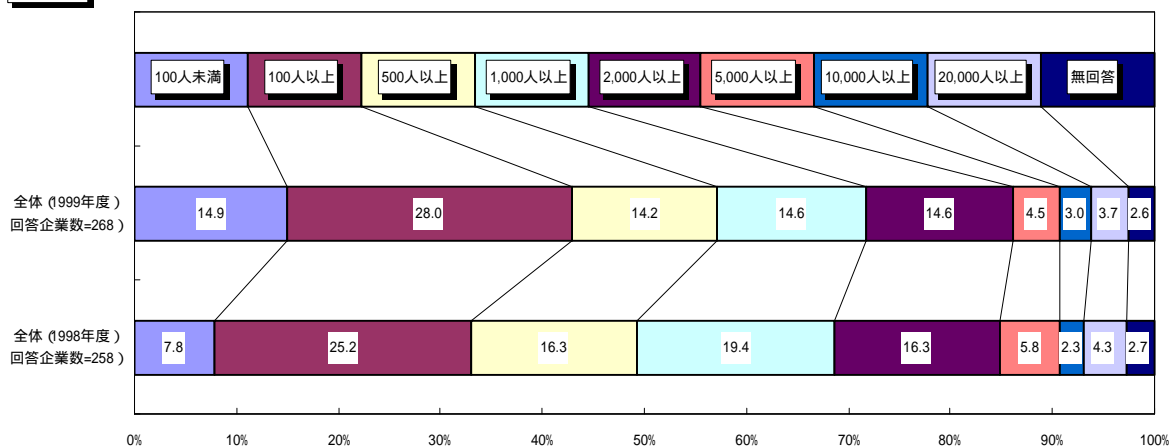 100人未満 100人以上 500人以上 1,000人以上 2,000人以上 5,000人以上 10,000人以上 20,000人以上 無回答
全体（1999年度）
回答企業数=268）
14.9 28.0 14.2 14.6 14.6 4.5 3.0 3.7 2.6
全体（1998年度）
回答企業数=258）
7.8 25.2 16.3 19.4 16.3 5.8 2.3 4.3 2.7
0% 10% 20% 30% 40% 50% 60% 70% 80% 90% 100%